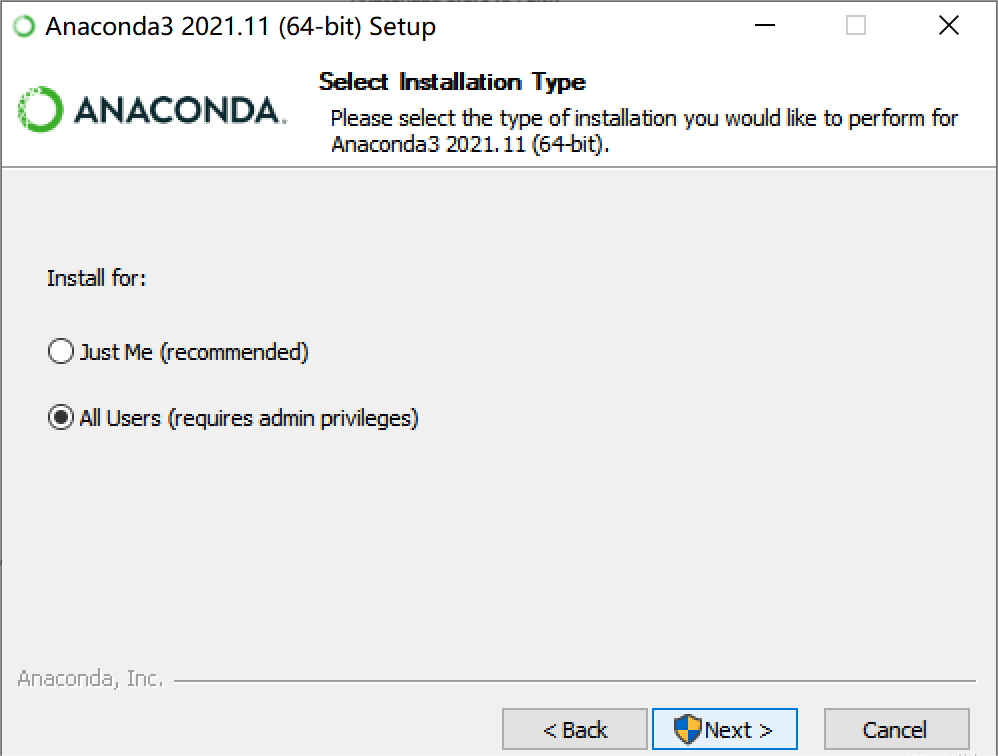 Anaconda3 2021.11 (64-bit) Setup
ANACONDA.
Select Installation Type
Please select the type of installation you would like to perform for
Anaconda3 2021.11 (64-bit).
Install for:
Just Me (recommended)
All Users (requires admin privileges)
Anaconda, Inc.
< Back
Next >
Cancel